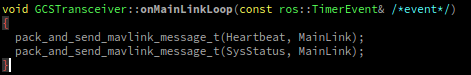 void GCSTransceiver::onMainLinkLoop(const ros::TimerEvent& /*event*/)
{
  pack_and_send_mavlink_message_t(Heartbeat, MainLink);
  pack_and_send_mavlink_message_t(SysStatus, MainLink);
}